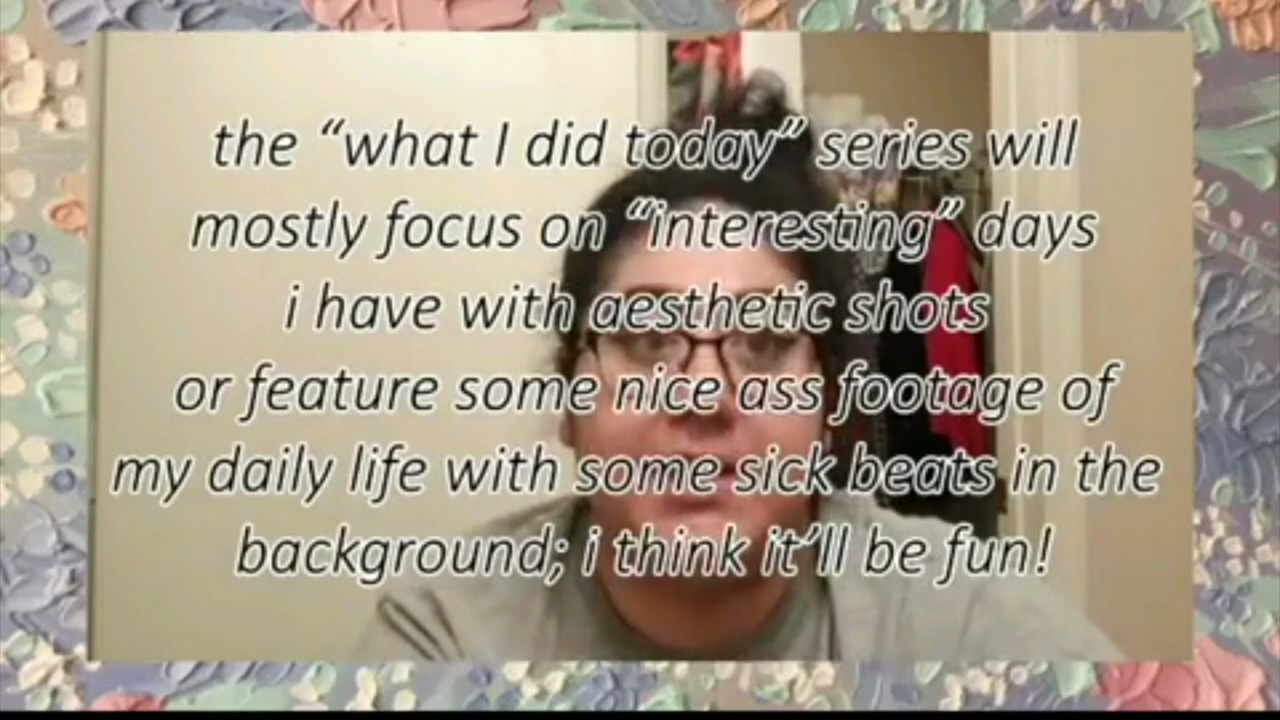 the “what I did today” series will
mostly focus on “interesting” days
i have with aesthetic shots
or feature some nice ass footage of
my daily life with some sick beats in the
background; i think it’ll be fun!